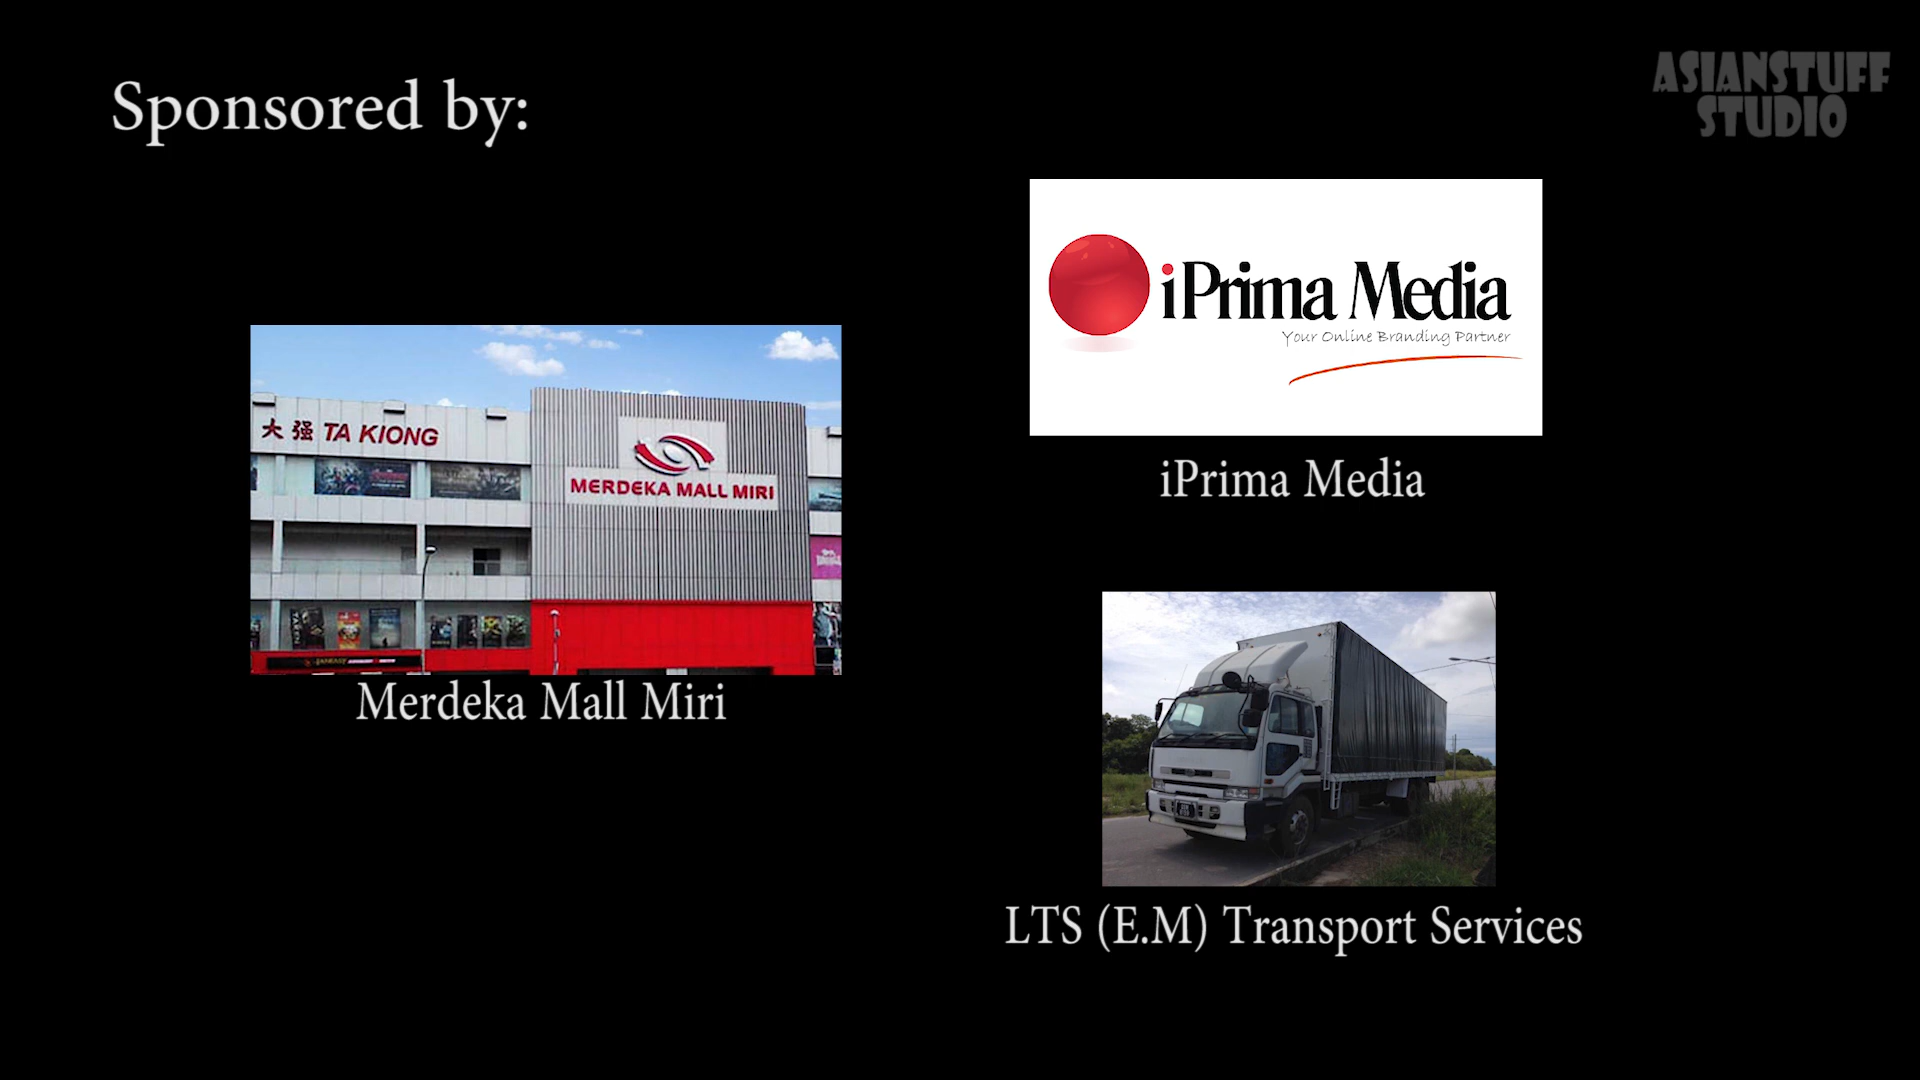 Sponsored by:
ASIANSTUFF
STUDIO
iPrima Media
Your Online Branding Partner
iPrima Media
大强 TA KIONG
MERDEKA MALL MIRI
Merdeka Mall Miri
LTS (E.M) Transport Services